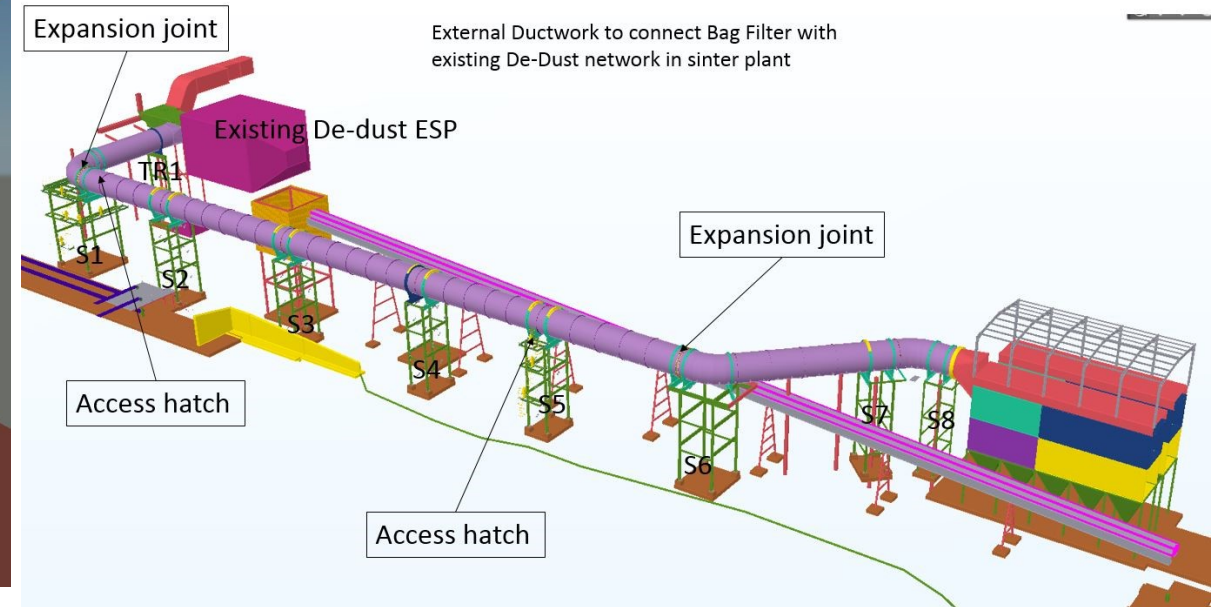 Expansion joint
External Ductwork to connect Bag Filter with
existing De-Dust network in sinter plant
Existing De-dust ESP
TR1
Expansion joint
S1
S2
S3
S4
S5
S6
S7
S8
Access hatch
Access hatch